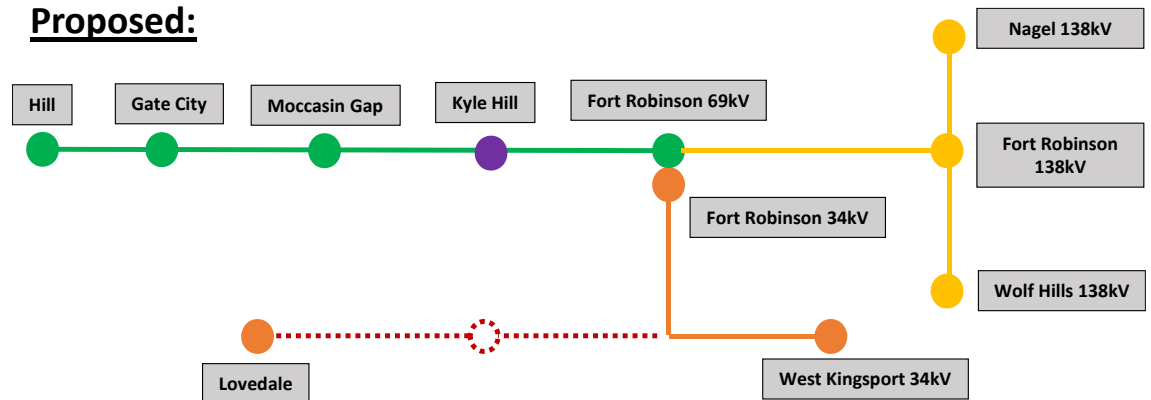 Proposed:
Nagel 138kV
Hill
Gate City
Moccasin Gap
Kyle Hill
Fort Robinson 69kV
Fort Robinson
138kV
Fort Robinson 34kV
Wolf Hills 138kV
Lovedale
West Kingsport 34kV